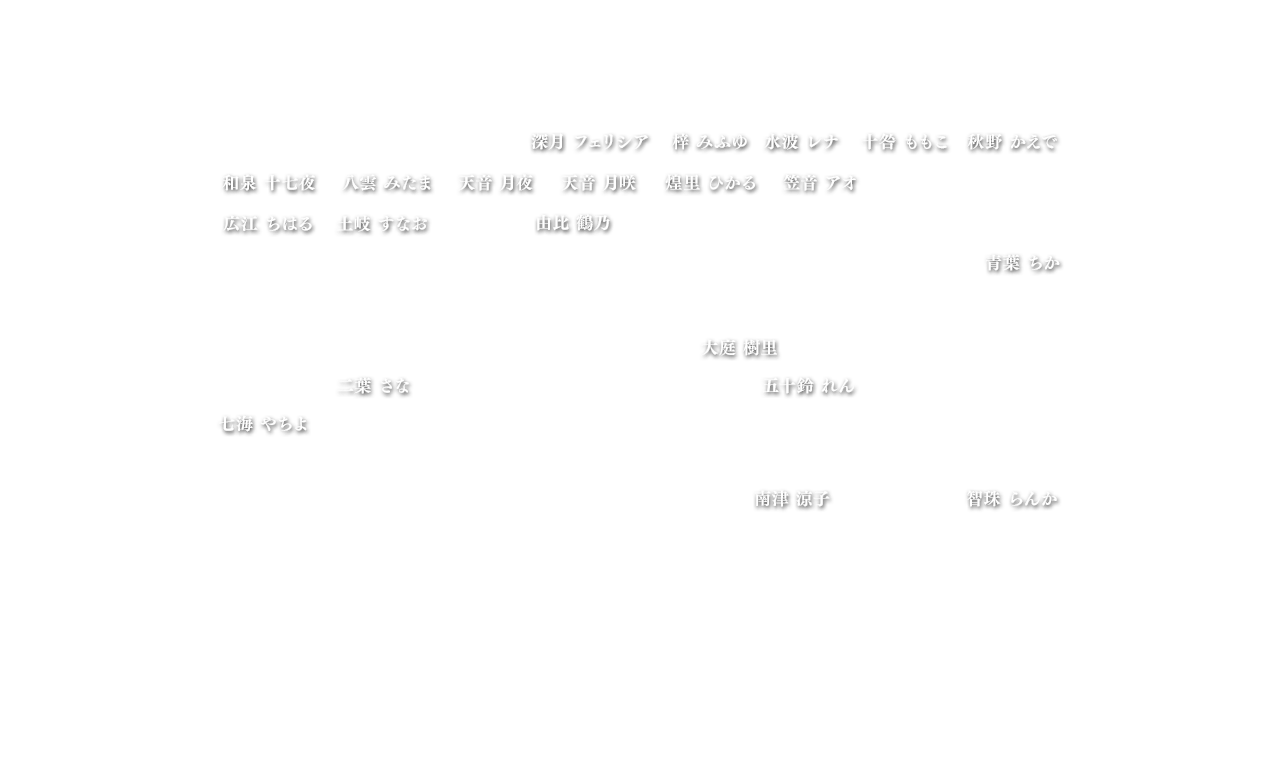 深月 フェリシア 梓 みふゆ 水波 レナ 十咎 ももこ 秋野 かえで
和泉 十七夜 八雲 みたま 天音 月夜 天音 月咲 煌里 ひかる 笠音 アオ
広江 ちはる 土岐 すなお 由比 鶴乃
青葉 ちか
大庭 樹里
二葉 さな 五十鈴 れん
七海 やちよ
南津 涼子 智珠 らんか